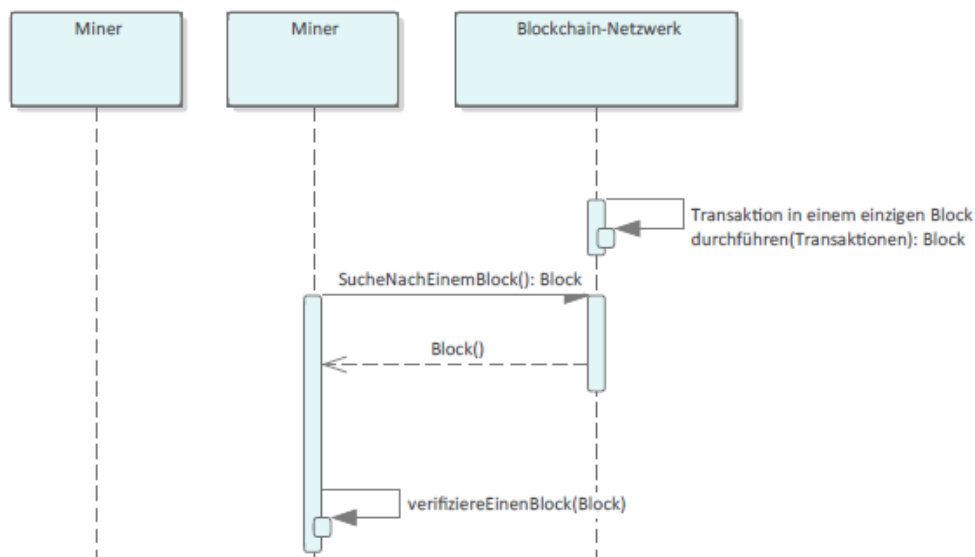 Miner
Miner
Blockchain-Netzwerk
Transaktion in einem einzigen Block
durchführen(Transaktionen): Block
SucheNachEinemBlock(): Block
Block()
verifiziereEinenBlock(Block)